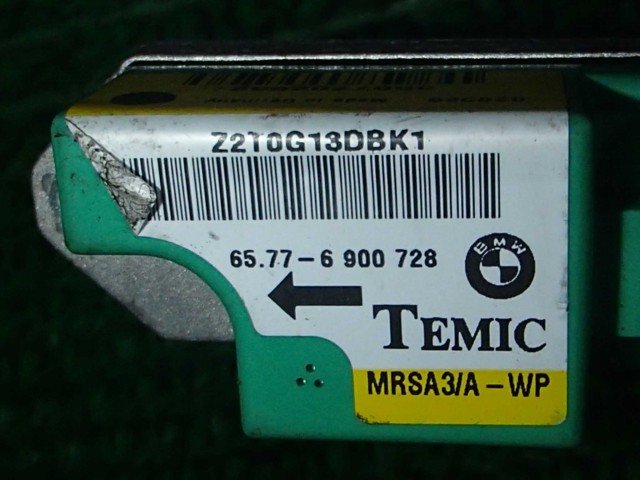 Z2T0G13DBK1
65.77-6 900 728
BMW
TEMIC
MRSA3/A-WP